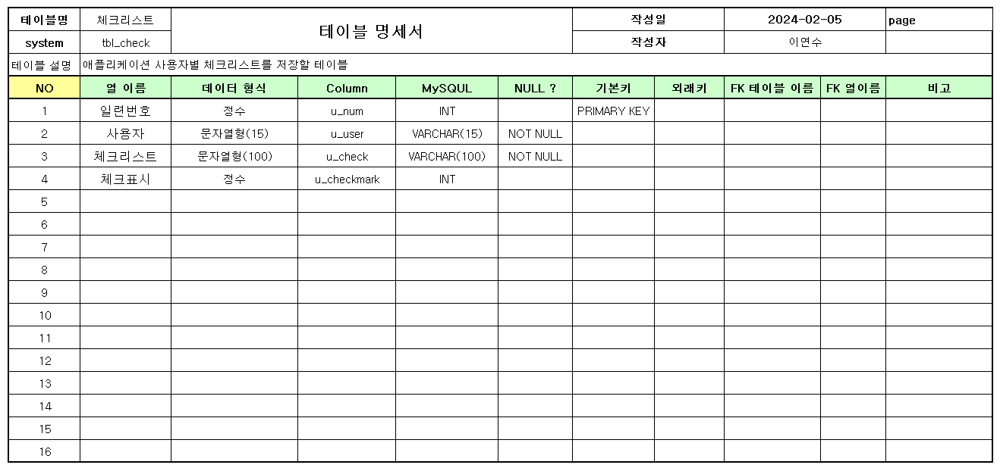 테이블명 체크리스트 테이블 명세서 작성일 2024-02-05 page
system tbl_check 작성자 이연수
테이블 설명 애플리케이션 사용자별 체크리스트를 저장할 테이블
NO 열 이름 데이터 형식 Column MySQUL NULL ? 기본키 외래키 FK 테이블 이름 FK 열이름 비고
1 일련번호 정수 u_num INT PRIMARY KEY
2 사용자 문자열형(15) u_user VARCHAR(15) NOT NULL
3 체크리스트 문자열형(100) u_check VARCHAR(100) NOT NULL
4 체크표시 정수 u_checkmark INT
5
6
7
8
9
10
11
12
13
14
15
16